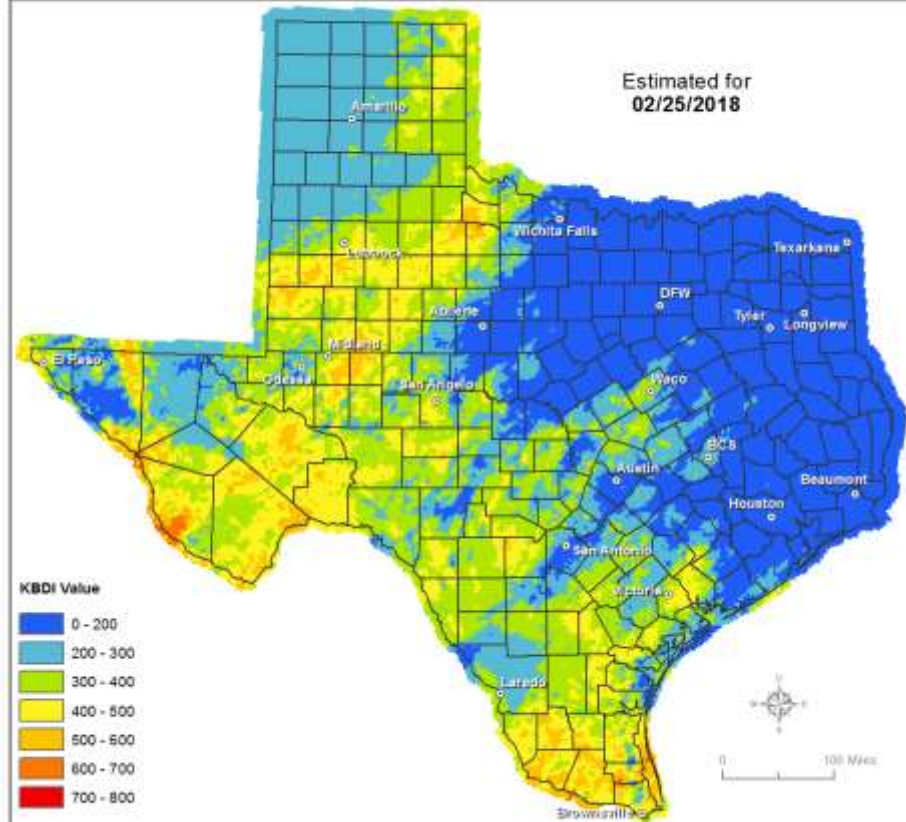 Estimated for
02/25/2018
Amarillo
Wichita Falls
Texarkana
Lubbock
DFW
Abilene
Tyler
Longview
El Paso
Midland
Odessa
San Angelo
Waco
BCS
Austin
Beaumont
Houston
San Antonio
Victoria
KBDI Value
0 - 200
200 - 300
300 - 400
400 - 500
500 - 600
600 - 700
700 - 800
Laredo
N
W E
S
0 100 Miles
Brownsville